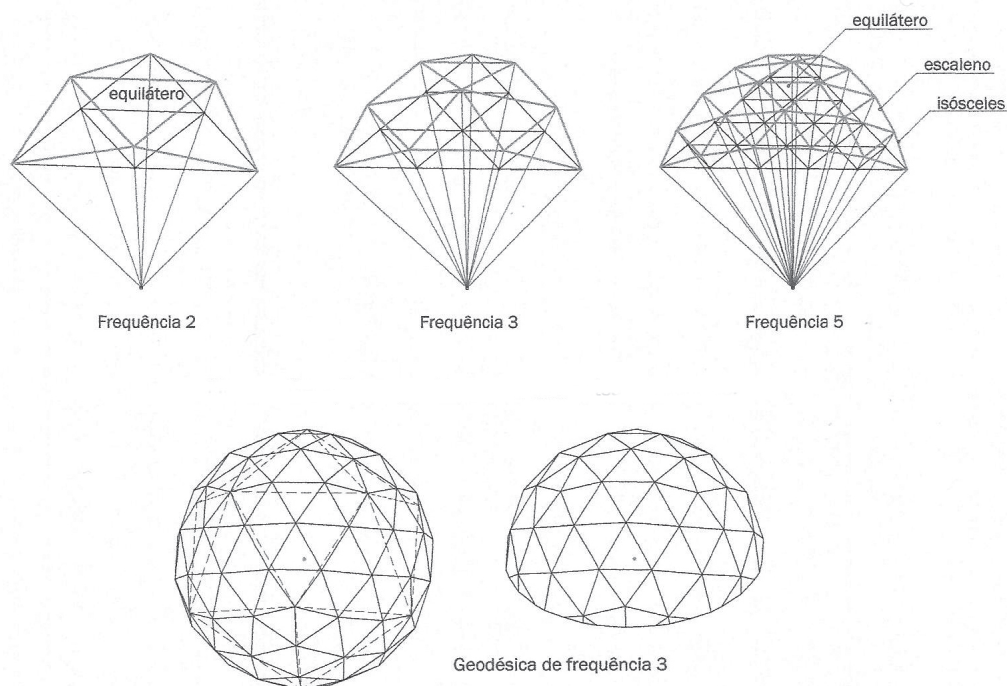 equilátero
escaleno
isósceles
equilátero
Frequência 2
Frequência 3
Frequência 5
Geodésica de frequência 3